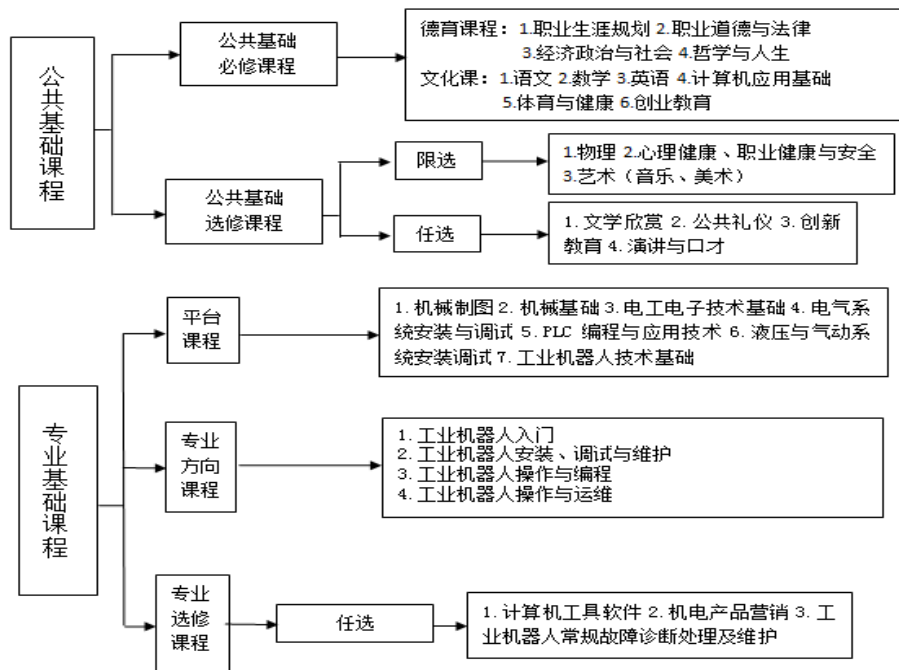 公共基础课程
公共基础
必修课程
德育课程：1.职业生涯规划 2.职业道德与法律
3.经济政治与社会 4.哲学与人生
文化课：1.语文 2.数学 3.英语 4.计算机应用基础
5.体育与健康 6.创业教育
公共基础
选修课程
限选
1.物理 2.心理健康、职业健康与安全
3.艺术（音乐、美术）
任选
1. 文学欣赏 2. 公共礼仪 3. 创新
教育 4. 演讲与口才
专业基础课程
平台
课程
1. 机械制图 2. 机械基础 3. 电工电子技术基础 4. 电气系
统安装与调试 5. PLC 编程与应用技术 6. 液压与气动系
统安装调试 7. 工业机器人技术基础
专业
方向
课程
1. 工业机器人入门
2. 工业机器人安装、调试与维护
3. 工业机器人操作与编程
4. 工业机器人操作与运维
专业
选修
课程
任选
1. 计算机工具软件 2. 机电产品营销 3. 工
业机器人常规故障诊断处理及维护